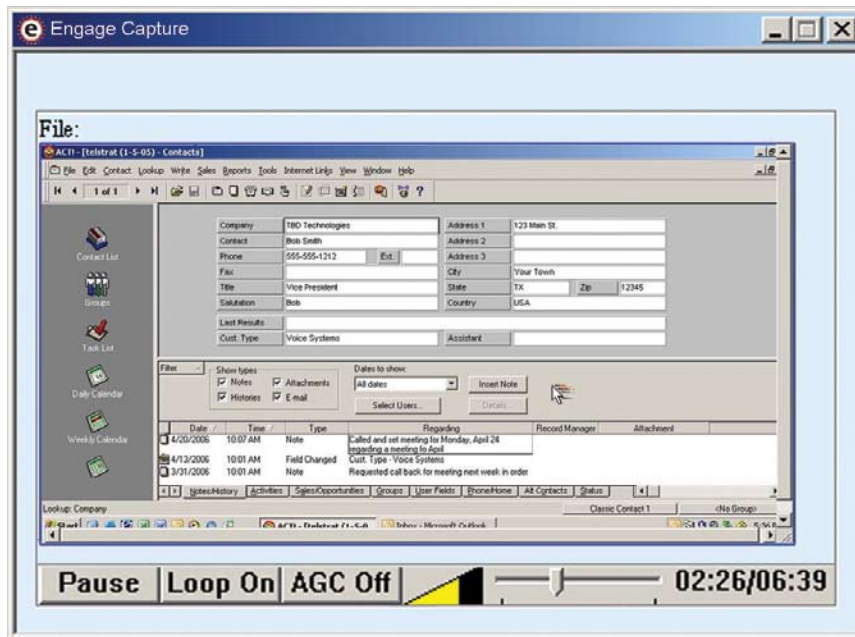 Engage Capture
File:
ACT! - [telstrat (1-5-05) - Contacts]
File Edit Contact Lookup Write Sales Reports Tools Internet Links View Window Help
1 of 1
Company TBD Technologies Address 1 123 Main St.
Contact Bob Smith Address 2
Phone 555-555-1212 Ext. Address 3
Fax City Your Town
Title Vice President State TX Zip 12345
Salutation Bob Country USA
Last Results
Cust. Type Voice Systems Assistant
Contact List
Groups
Task List
Daily Calendar
Weekly Calendar
Filter Show types Dates to show:
Notes Attachments All dates Insert Note
Histories E-mail Select Users... Details...
Date Time Type Regarding Record Manager Attachment
4/20/2006 10:07 AM Note Called and set meeting for Monday, April 24
regarding a meeting fo April
4/13/2006 10:01 AM Field Changed Cust. Type - Voice Systems
3/31/2006 10:01 AM Note Requested call back for meeting next week in order
Notes/History Activities Sales/Opportunities Groups User Fields Phone/Home Alt Contacts Status
Lookup: Company Classic Contact 1 <No Group>
Start ACT! - [telstrat (1-5-0... Inbox - Microsoft Outlook
Pause Loop On AGC Off 02:26/06:39